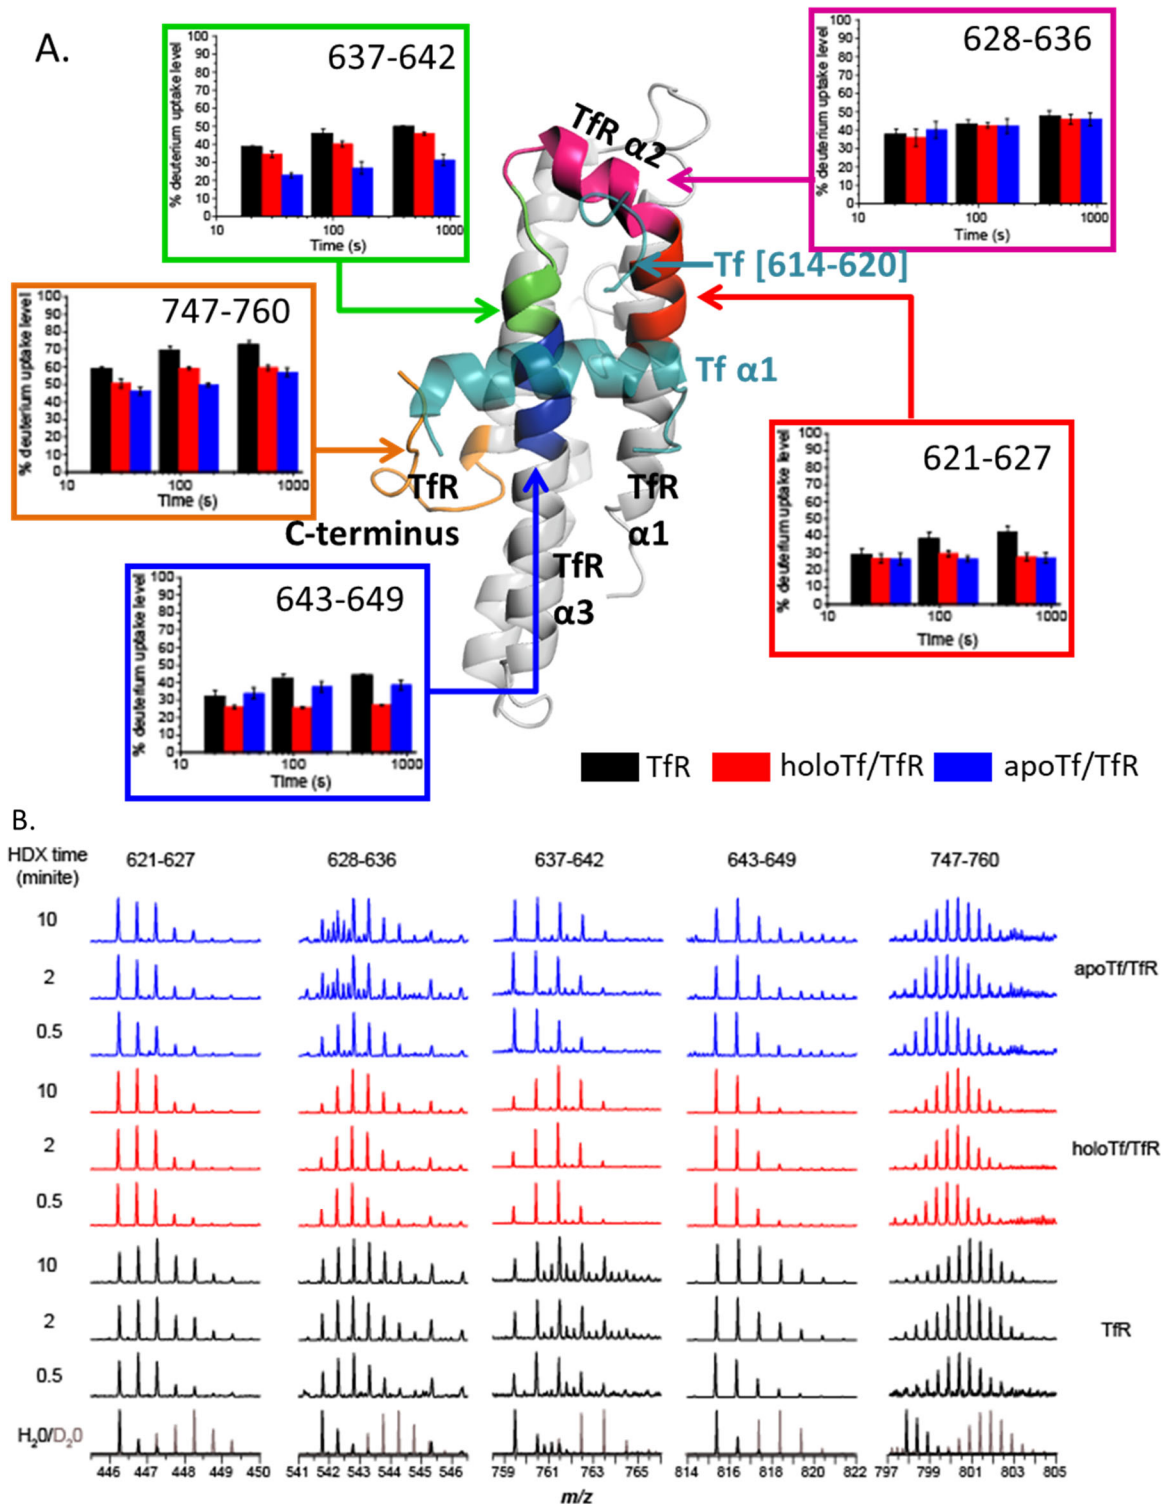 A.
637-642
% deuterium uptake level
100
90
80
70
60
50
40
30
20
10
0
10 100 1000
Time (s)
628-636
% deuterium uptake level
100
90
80
70
60
50
40
30
20
10
0
10 100 1000
Time (s)
TfR α2
Tf [614-620]
747-760
% deuterium uptake level
100
90
80
70
60
50
40
30
20
10
0
10 100 1000
Time (s)
Tf α1
621-627
% deuterium uptake level
100
90
80
70
60
50
40
30
20
10
0
10 100 1000
Time (s)
TfR
C-terminus
TfR
α1
TfR
α3
643-649
% deuterium uptake level
100
90
80
70
60
50
40
30
20
10
0
10 100 1000
Time (s)
TfR holoTf/TfR apoTf/TfR
B.
HDX time
(minite)
621-627 628-636 637-642 643-649 747-760
10
2
0.5
apoTf/TfR
10
2
0.5
holoTf/TfR
10
2
0.5
TfR
H20/D20
446 447 448 449 450
541 542 543 544 545 546
759 761 763 765
814 816 818 820 822
797 799 801 803 805
m/z